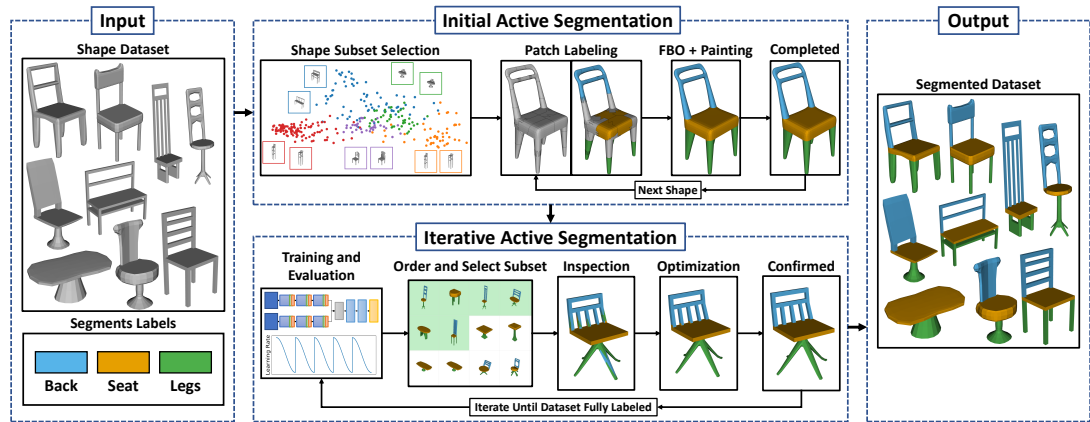 Input
Shape Dataset
Segments Labels
Back
Seat
Legs
Initial Active Segmentation
Shape Subset Selection
Patch Labeling
FBO + Painting
Completed
Next Shape
Iterative Active Segmentation
Training and
Evaluation
Learning Rate
Order and Select Subset
Inspection
Optimization
Confirmed
Iterate Until Dataset Fully Labeled
Output
Segmented Dataset